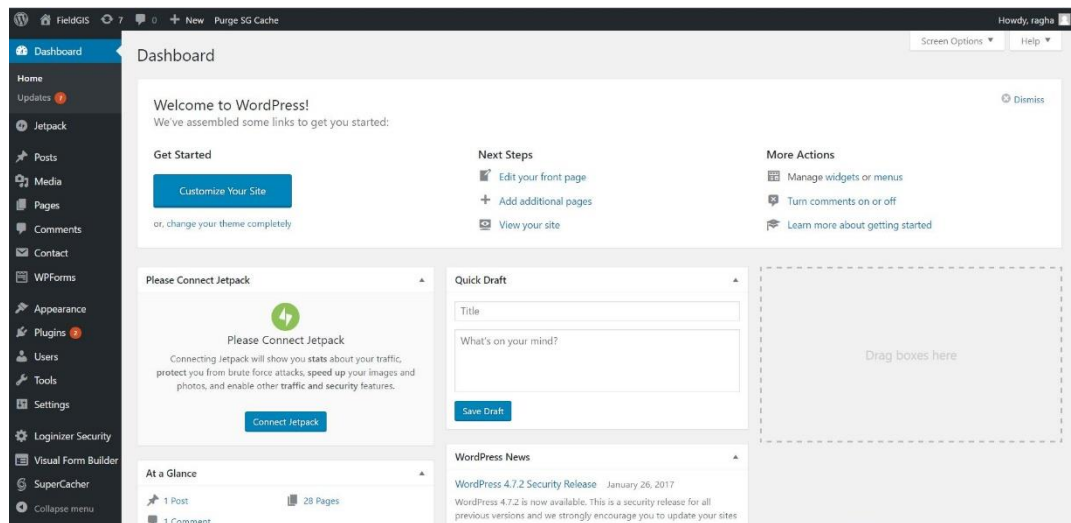 FieldGIS 7 0 New Purge SG Cache Howdy, ragha
Screen Options Help
Dashboard
Home
Updates 7
Jetpack
Posts
Media
Pages
Comments
Contact
WPForms
Appearance
Plugins 2
Users
Tools
Settings
Loginizer Security
Visual Form Builder
SuperCacher
Collapse menu
Dashboard
Welcome to WordPress!
Dismiss
We've assembled some links to get you started:
Get Started
Customize Your Site
or, change your theme completely
Next Steps
Edit your front page
Add additional pages
View your site
More Actions
Manage widgets or menus
Turn comments on or off
Learn more about getting started
Please Connect Jetpack
Please Connect Jetpack
Connecting Jetpack will show you stats about your traffic,
protect you from brute force attacks, speed up your images and
photos, and enable other traffic and security features.
Connect Jetpack
At a Glance
1 Post 28 Pages
1 Comment
Quick Draft
Title
What's on your mind?
Save Draft
WordPress News
WordPress 4.7.2 Security Release January 26, 2017
WordPress 4.7.2 is now available. This is a security release for all
previous versions and we strongly encourage you to update your sites
Drag boxes here